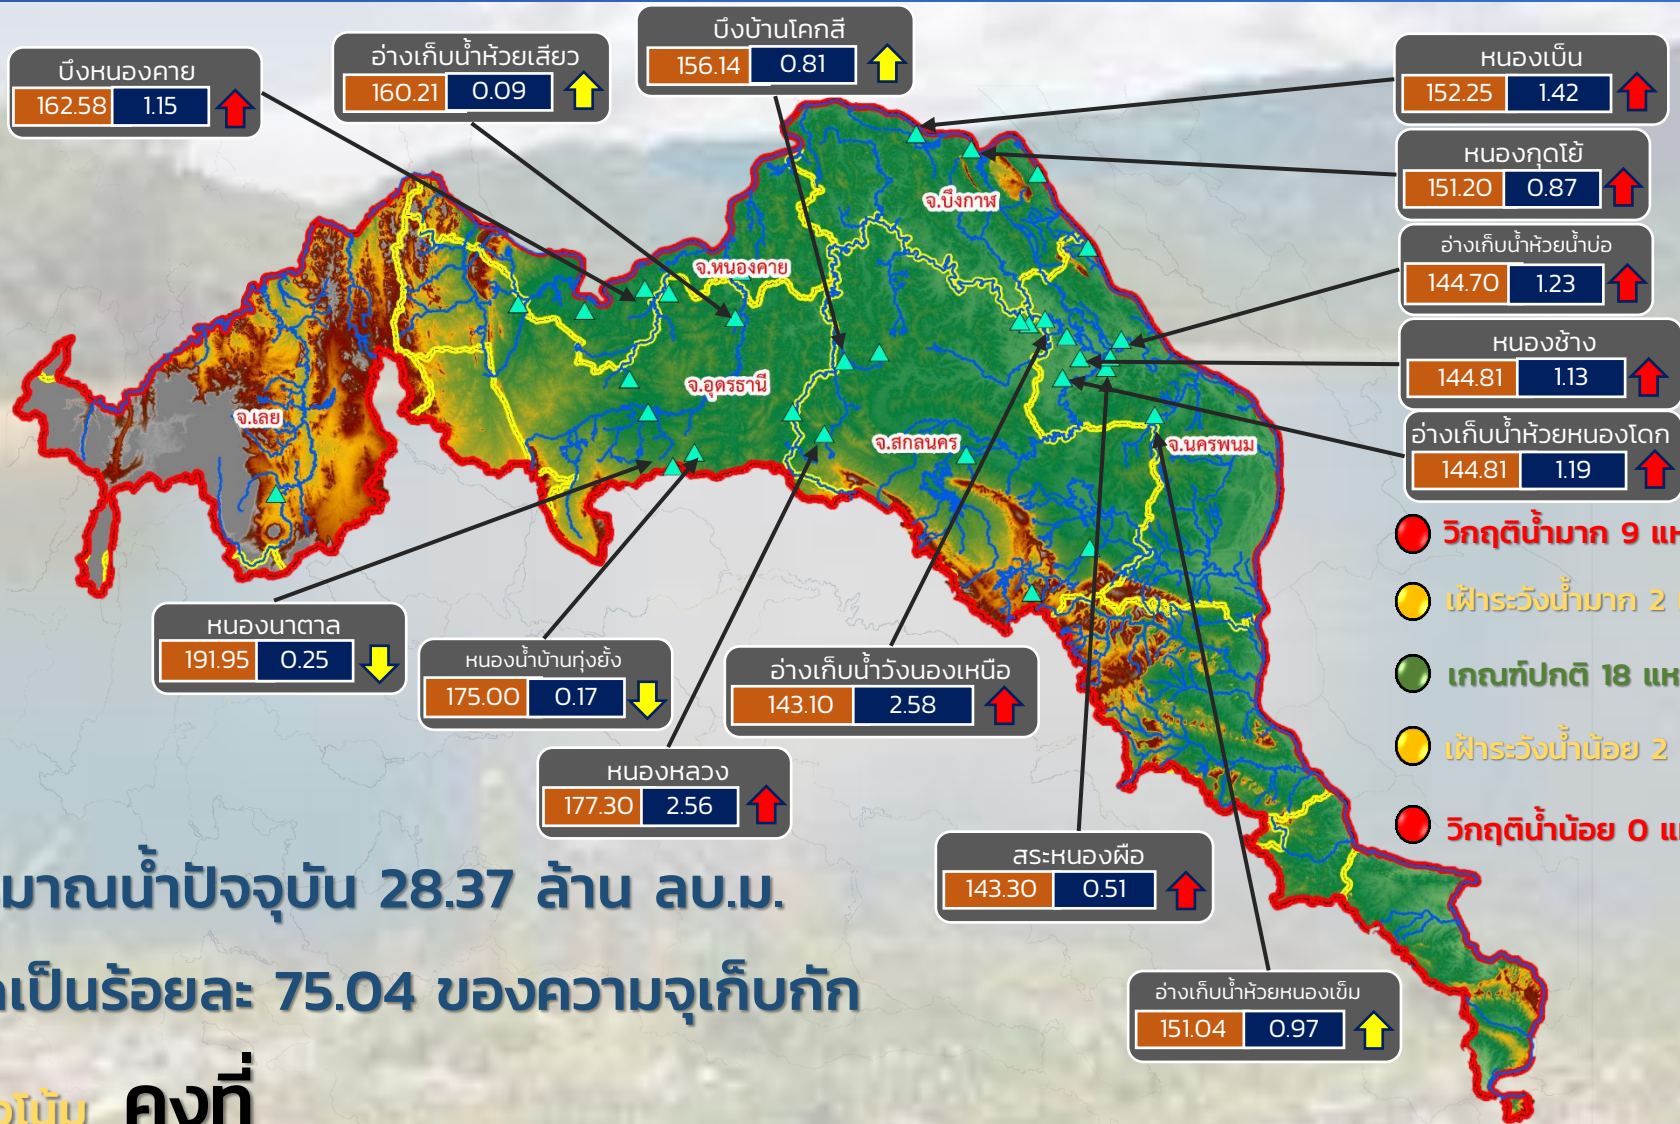 บึงหนองคาย
162.58 1.15
อ่างเก็บน้ำห้วยเสียว
160.21 0.09
บึงบ้านโคกสี
156.14 0.81
หนองเบ็น
152.25 1.42
หนองกุดโย้
151.20 0.87
อ่างเก็บน้ำห้วยน้ำบ่อ
144.70 1.23
หนองช้าง
144.81 1.13
อ่างเก็บน้ำห้วยหนองโดก
144.81 1.19
จ.บึงกาฬ
จ.หนองคาย
จ.อุดรธานี
จ.เลย
จ.สกลนคร
จ.นครพนม
หนองนาตาล
191.95 0.25
หนองน้ำบ้านทุ่งยั้ง
175.00 0.17
อ่างเก็บน้ำวังนองเหนือ
143.10 2.58
หนองหลวง
177.30 2.56
สระหนองผือ
143.30 0.51
อ่างเก็บน้ำห้วยหนองเข็ม
151.04 0.97
วิกฤติน้ำมาก 9
เฝ้าระวังน้ำมาก 2
เกณฑ์ปกติ 18
เฝ้าระวังน้ำน้อย 2
วิกฤติน้ำน้อย 0
มาณน้ำปัจจุบัน 28.37 ล้าน ลบ.ม.
เป็นร้อยละ 75.04 ของความจุเก็บกัก
โน้ม คงที่